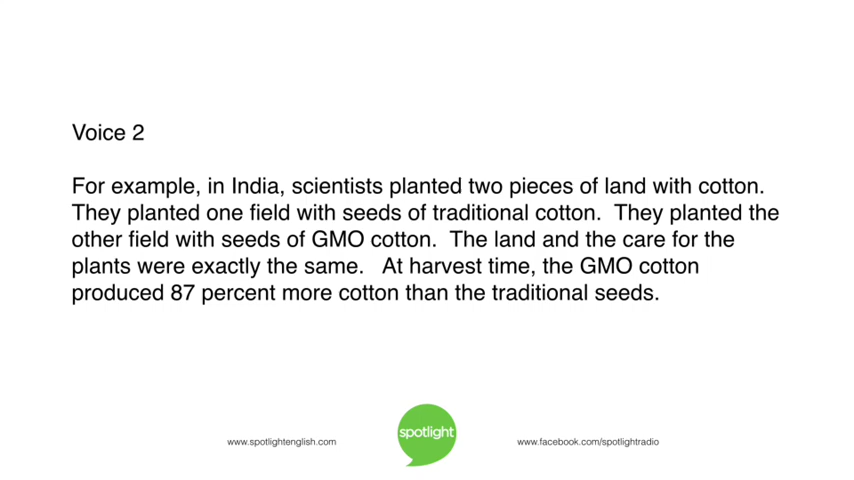 Voice 2
For example, in India, scientists planted two pieces of land with cotton.
They planted one field with seeds of traditional cotton.  They planted the
other field with seeds of GMO cotton.  The land and the care for the
plants were exactly the same.   At harvest time, the GMO cotton
produced 87 percent more cotton than the traditional seeds.
spotlight
www.spotlightenglish.com
www.facebook.com/spotlightradio